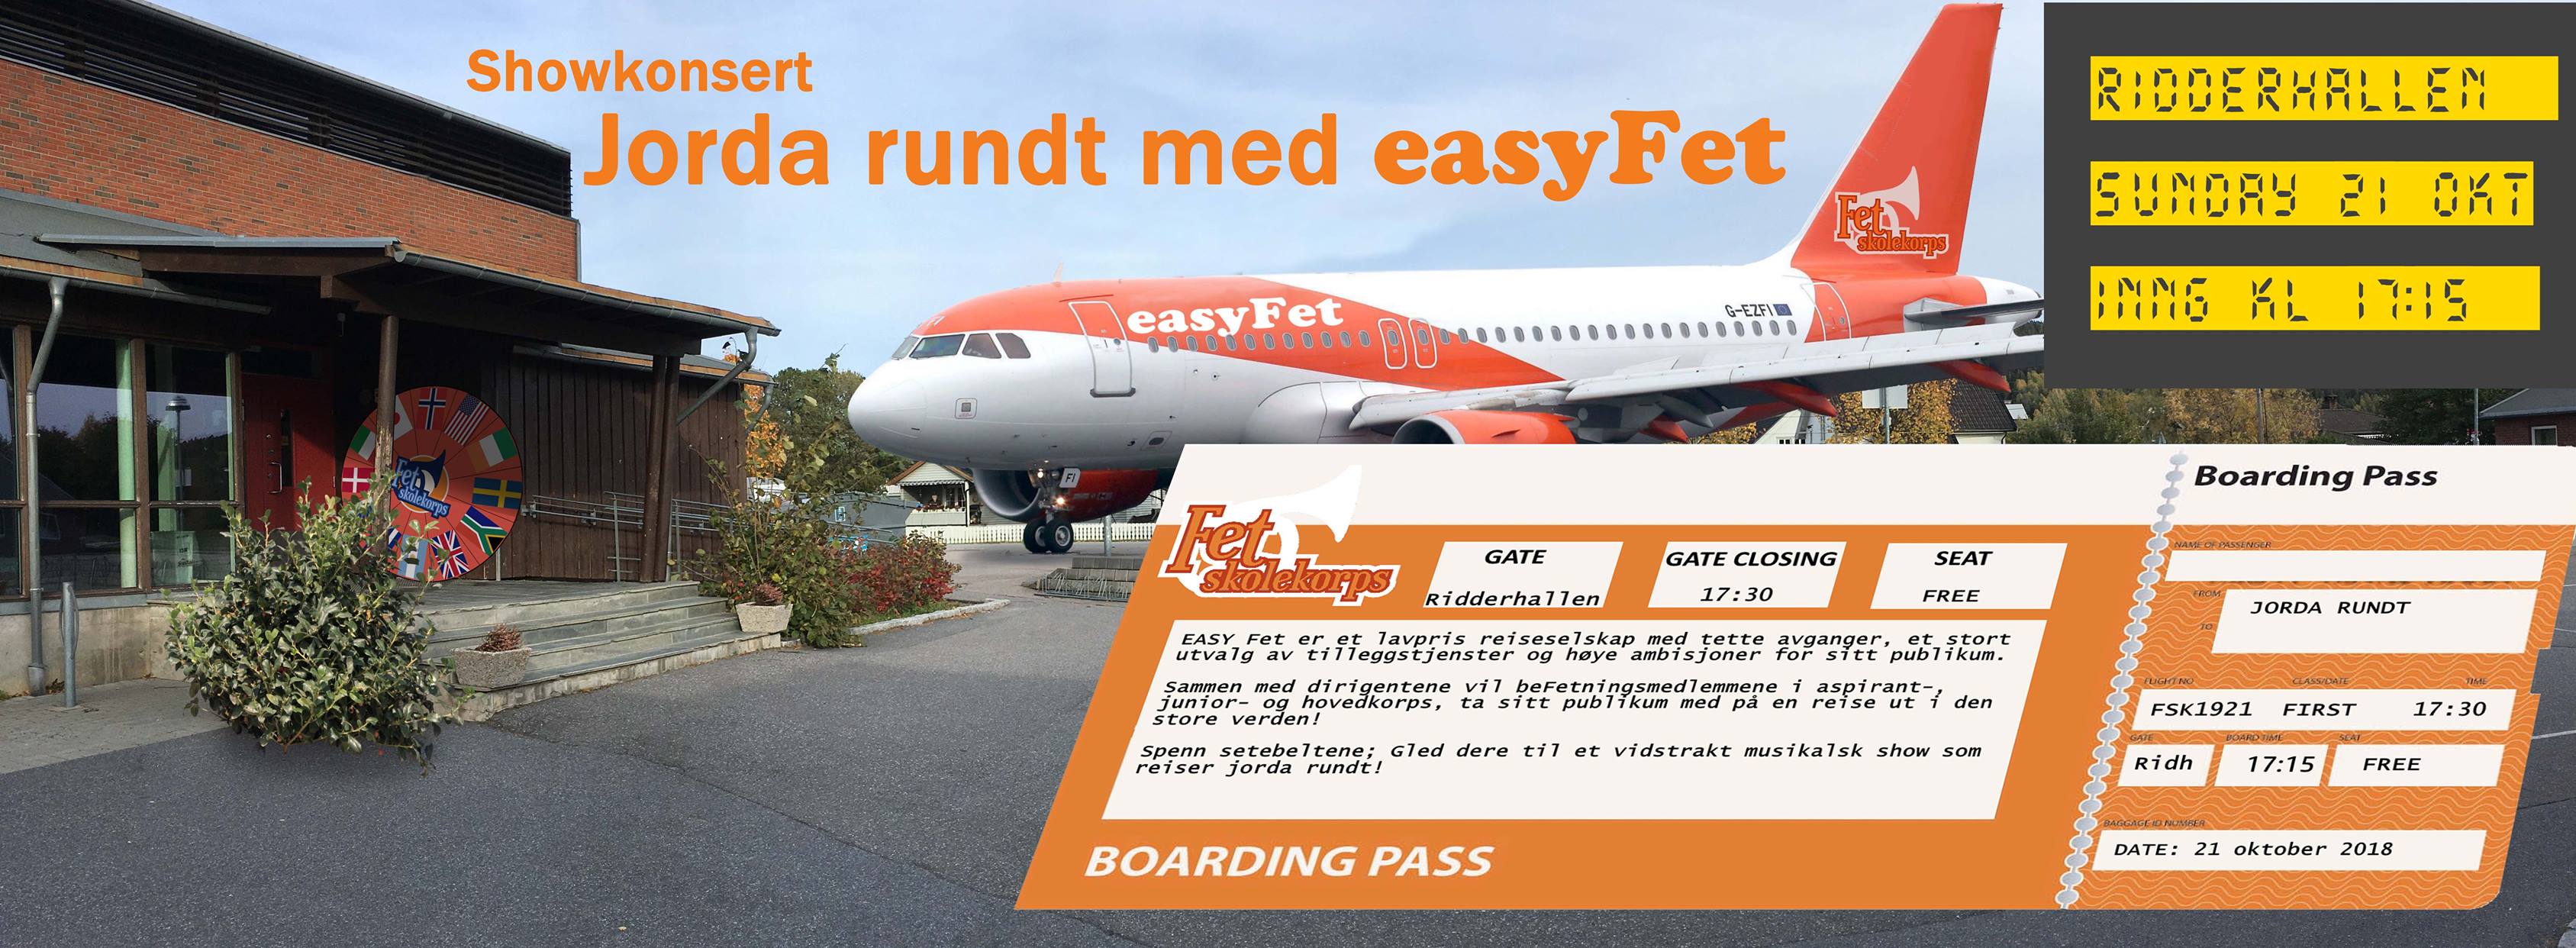 Showkonsert
Jorda rundt med easyFet
RIDDERHALLEN
SUNDAY 21 OKT
INNG KL 17:15
Fet
skolekorps
easyFet
G-EZFI
FI
Fet
skolekorps
Boarding Pass
Fet
skolekorps
GATE
Ridderhallen
GATE CLOSING
17:30
SEAT
FREE
EASY Fet er et lavpris reiseselskap med tette avganger, et stort
utvalg av tilleggstjenster og høye ambisjoner for sitt publikum.
Sammen med dirigentene vil beFetningsmedlemmene i aspirant-,
junior- og hovedkorps, ta sitt publikum med på en reise ut i den
store verden!
Spenn setebeltene; Gled dere til et vidstrakt musikalsk show som
reiser jorda rundt!
BOARDING PASS
NAME OF PASSENGER
FROM
JORDA RUNDT
TO
FLIGHT NO CLASS/DATE TIME
FSK1921 FIRST 17:30
GATE BOARD TIME SEAT
Ridh 17:15 FREE
BAGGAGE ID NUMBER
DATE: 21 oktober 2018